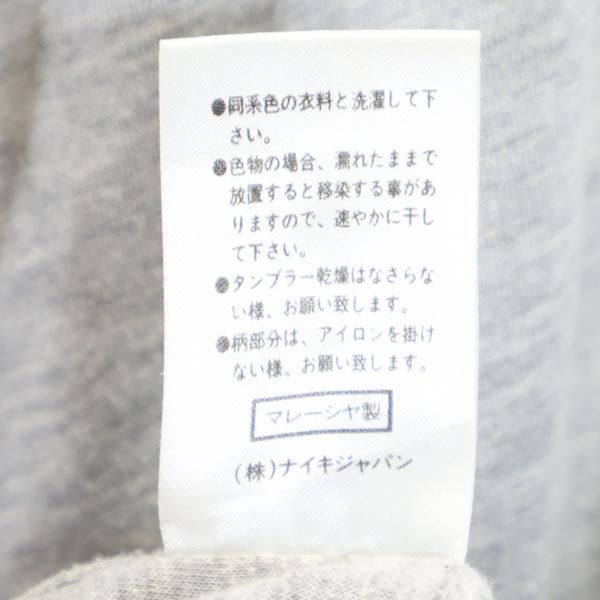 ●同系色の衣料と洗濯して下
さい。
●色物の場合、濡れたままで
放置すると移染する事があ
りますので、速やかに干し
て下さい。
●タンブラー乾燥はなさらな
い様、お願い致します。
●柄部分は、アイロンを掛け
ない様、お願い致します。
マレーシヤ製
(株)ナイキジャパン